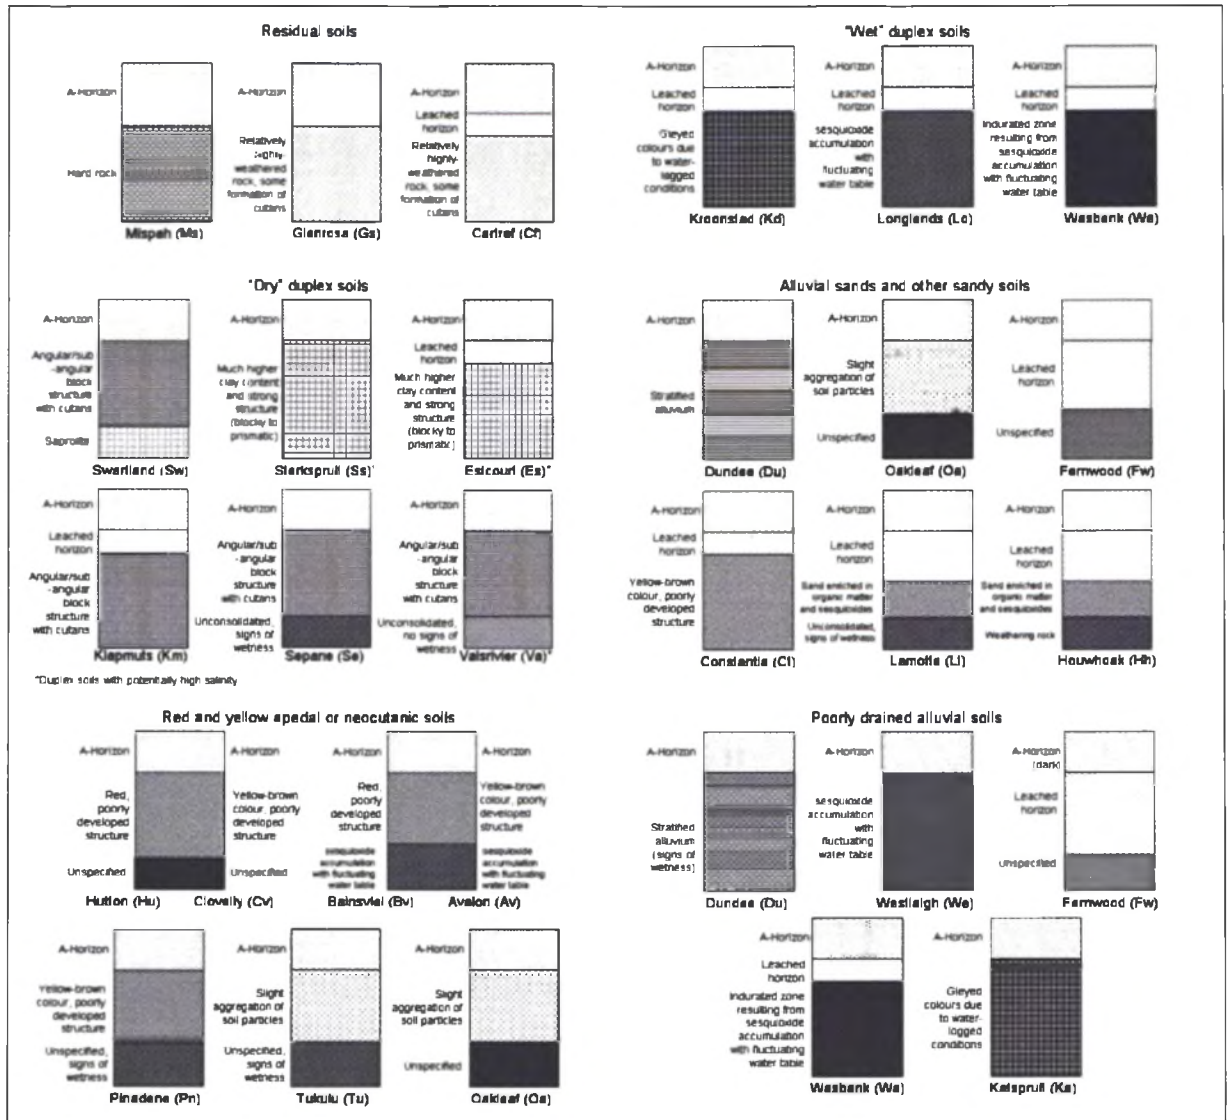 Residual soils
A-Horizon
Hard rock
Mispah (Ms)
A-Horizon
Relatively
highly-
weathered
rock, some
formation of
cutans
Glenrosa (Gs)
A-Horizon
Leached
horizon
Relatively
highly-
weathered
rock, some
formation of
cutans
Cartref (Cf)
"Wet" duplex soils
A-Horizon
Leached
horizon
Gleyed
colours due
to water-
logged
conditions
Kroonstad (Kd)
A-Horizon
Leached
horizon
sesquioxide
accumulation
with
fluctuating
water table
Longlands (Lo)
A-Horizon
Leached
horizon
Indurated zone
resulting from
sesquioxide
accumulation
with fluctuating
water table
Wasbank (Wa)
"Dry" duplex soils
A-Horizon
Angular/sub
-angular
block
structure
with cutans
Saprolite
Swartland (Sw)
A-Horizon
Much higher
clay content
and strong
structure
(blocky to
prismatic)
Sterkspruit (Ss)*
A-Horizon
Leached
horizon
Much higher
clay content
and strong
structure
(blocky to
prismatic)
Estcourt (Es)*
A-Horizon
Leached
horizon
Angular/sub
-angular
block
structure
with cutans
Klapmuts (Km)
A-Horizon
Angular/sub
-angular
block
structure
with cutans
Unconsolidated,
signs of
wetness
Sepane (Se)
A-Horizon
Angular/sub
-angular
block
structure
with cutans
Unconsolidated,
no signs of
wetness
Valsrivier (Va)*
*Duplex soils with potentially high salinity
Alluvial sands and other sandy soils
A-Horizon
Stratified
alluvium
Dundee (Du)
A-Horizon
Slight
aggregation of
soil particles
Unspecified
Oakleaf (Oa)
A-Horizon
Leached
horizon
Unspecified
Fernwood (Fw)
A-Horizon
Leached
horizon
Yellow-brown
colour, poorly
developed
structure
Constantia (Ct)
A-Horizon
Leached
horizon
Sand enriched in
organic matter
and sesquioxides
Unconsolidated,
signs of wetness
Lamotte (Lt)
A-Horizon
Leached
horizon
Sand enriched in
organic matter
and sesquioxides
Weathering rock
Houwhoek (Hh)
Red and yellow apedal or neocutanic soils
A-Horizon
Red,
poorly
developed
structure
Unspecified
Hutton (Hu)
A-Horizon
Yellow-brown
colour, poorly
developed
structure
Unspecified
Clovelly (Cv)
A-Horizon
Red,
poorly
developed
structure
sesquioxide
accumulation
with fluctuating
water table
Bainsvlei (Bv)
A-Horizon
Yellow-brown
colour, poorly
developed
structure
sesquioxide
accumulation
with fluctuating
water table
Avalon (Av)
A-Horizon
Yellow-brown
colour, poorly
developed
structure
Unspecified,
signs of
wetness
Pinedene (Pn)
A-Horizon
Slight
aggregation of
soil particles
Unspecified,
signs of
wetness
Tukulu (Tu)
A-Horizon
Slight
aggregation of
soil particles
Unspecified
Oakleaf (Oa)
Poorly drained alluvial soils
A-Horizon
Stratified
alluvium
(signs of
wetness)
Dundee (Du)
A-Horizon
sesquioxide
accumulation
with
fluctuating
water table
Westleigh (We)
A-Horizon
(dark)
Leached
horizon
Unspecified
Fernwood (Fw)
A-Horizon
Leached
horizon
Indurated zone
resulting from
sesquioxide
accumulation
with fluctuating
water table
Wasbank (Wa)
A-Horizon
Gleyed
colours due
to water-
logged
conditions
Katspruit (Ka)